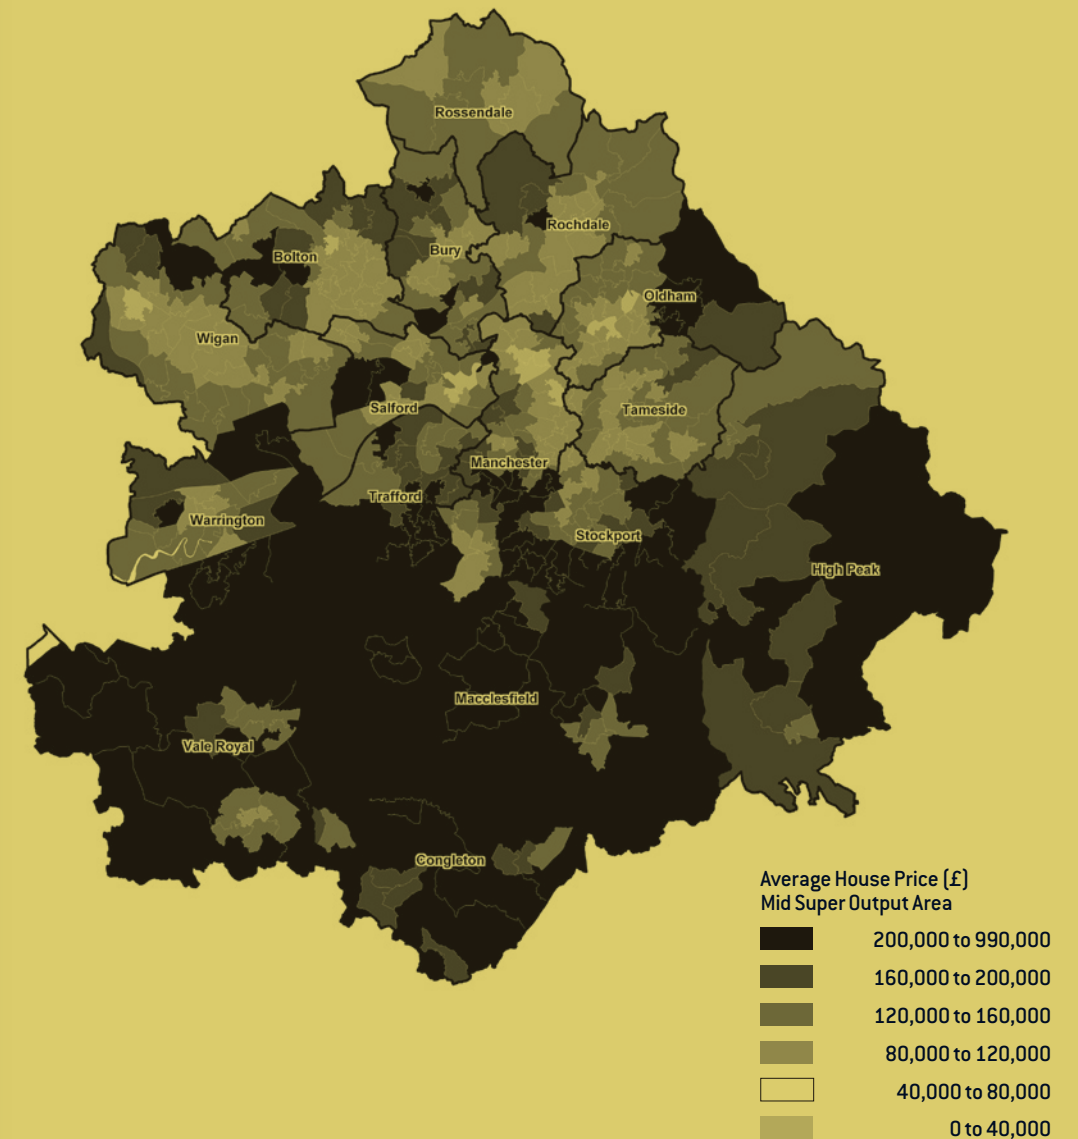 Rossendale
Rochdale
Bury
Bolton
Oldham
Wigan
Salford
Tameside
Manchester
Trafford
Warrington
Stockport
High Peak
Macclesfield
Vale Royal
Congleton
Average House Price (£)
Mid Super Output Area
200,000 to 990,000
160,000 to 200,000
120,000 to 160,000
80,000 to 120,000
40,000 to 80,000
0 to 40,000